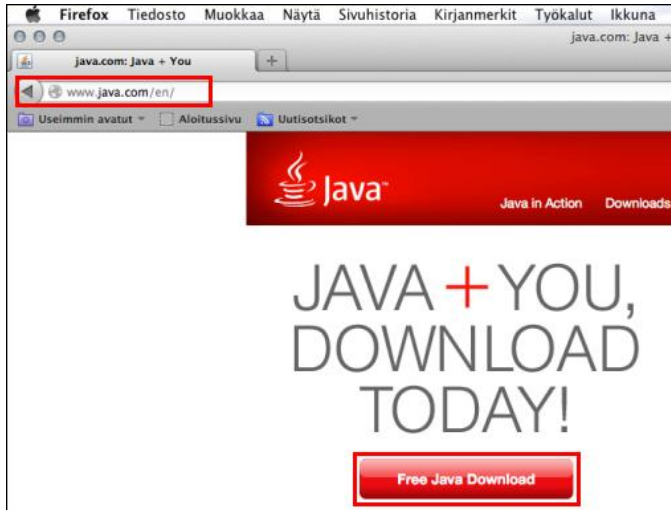 Firefox Tiedosto Muokkaa Näytä Sivuhistoria Kirjanmerkit Työkalut Ikkuna
java.com: Java +
java.com: Java + You
www.java.com/en/
Useimmin avatut Aloitussivu Uutisotsikot
Java™
Java in Action Downloads
JAVA + YOU,
DOWNLOAD
TODAY!
Free Java Download